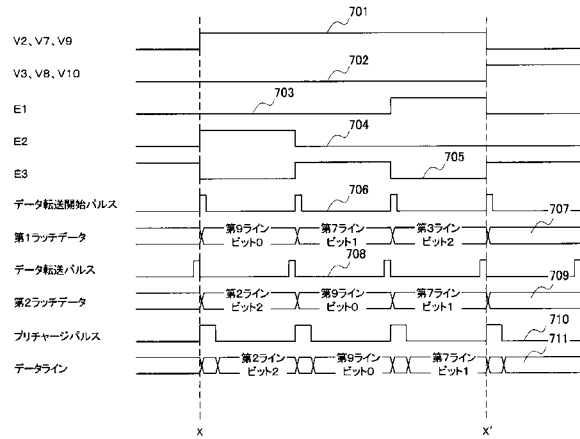 V2、V7、V9
701
V3、V8、V10
702
E1
703
E2
704
E3
705
データ転送開始パルス
706
第1ラッチデータ
第9ライン
ビット0
第7ライン
ビット1
第3ライン
ビット2
707
データ転送パルス
708
第2ラッチデータ
第2ライン
ビット2
第9ライン
ビット0
第7ライン
ビット1
709
プリチャージパルス
710
データライン
第2ライン
ビット2
第9ライン
ビット0
第7ライン
ビット1
711
X
X'